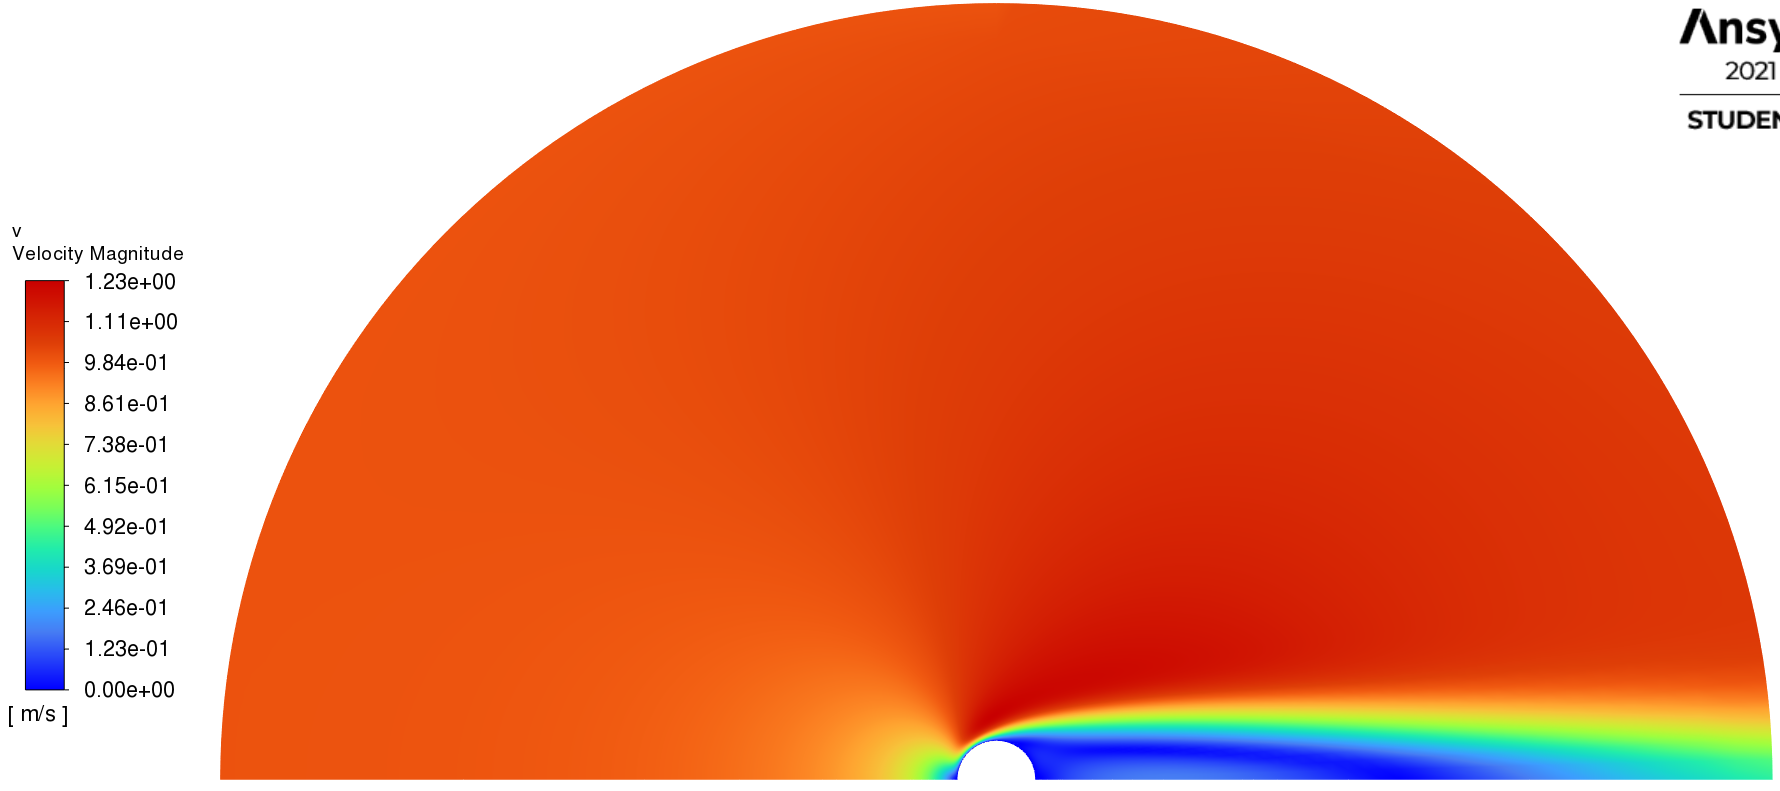 Ansy
2021
STUDEN
v
Velocity Magnitude
1.23e+00
1.11e+00
9.84e-01
8.61e-01
7.38e-01
6.15e-01
4.92e-01
3.69e-01
2.46e-01
1.23e-01
0.00e+00
[ m/s ]